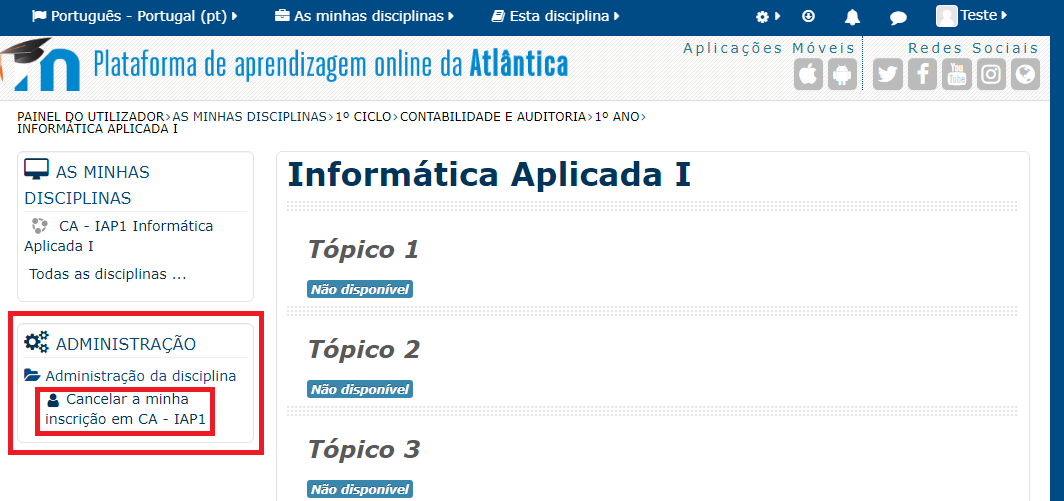 Português - Portugal (pt)
As minhas disciplinas
Esta disciplina
Teste
Plataforma de aprendizagem online da Atlântica
Aplicações Móveis
Redes Sociais
You Tube
PAINEL DO UTILIZADOR›AS MINHAS DISCIPLINAS›1º CICLO›CONTABILIDADE E AUDITORIA›1º ANO›
INFORMÁTICA APLICADA I
AS MINHAS
DISCIPLINAS
CA - IAP1 Informática
Aplicada I
Todas as disciplinas ...
ADMINISTRAÇÃO
Administração da disciplina
Cancelar a minha
inscrição em CA - IAP1
Informática Aplicada I
Tópico 1
Não disponível
Tópico 2
Não disponível
Tópico 3
Não disponível